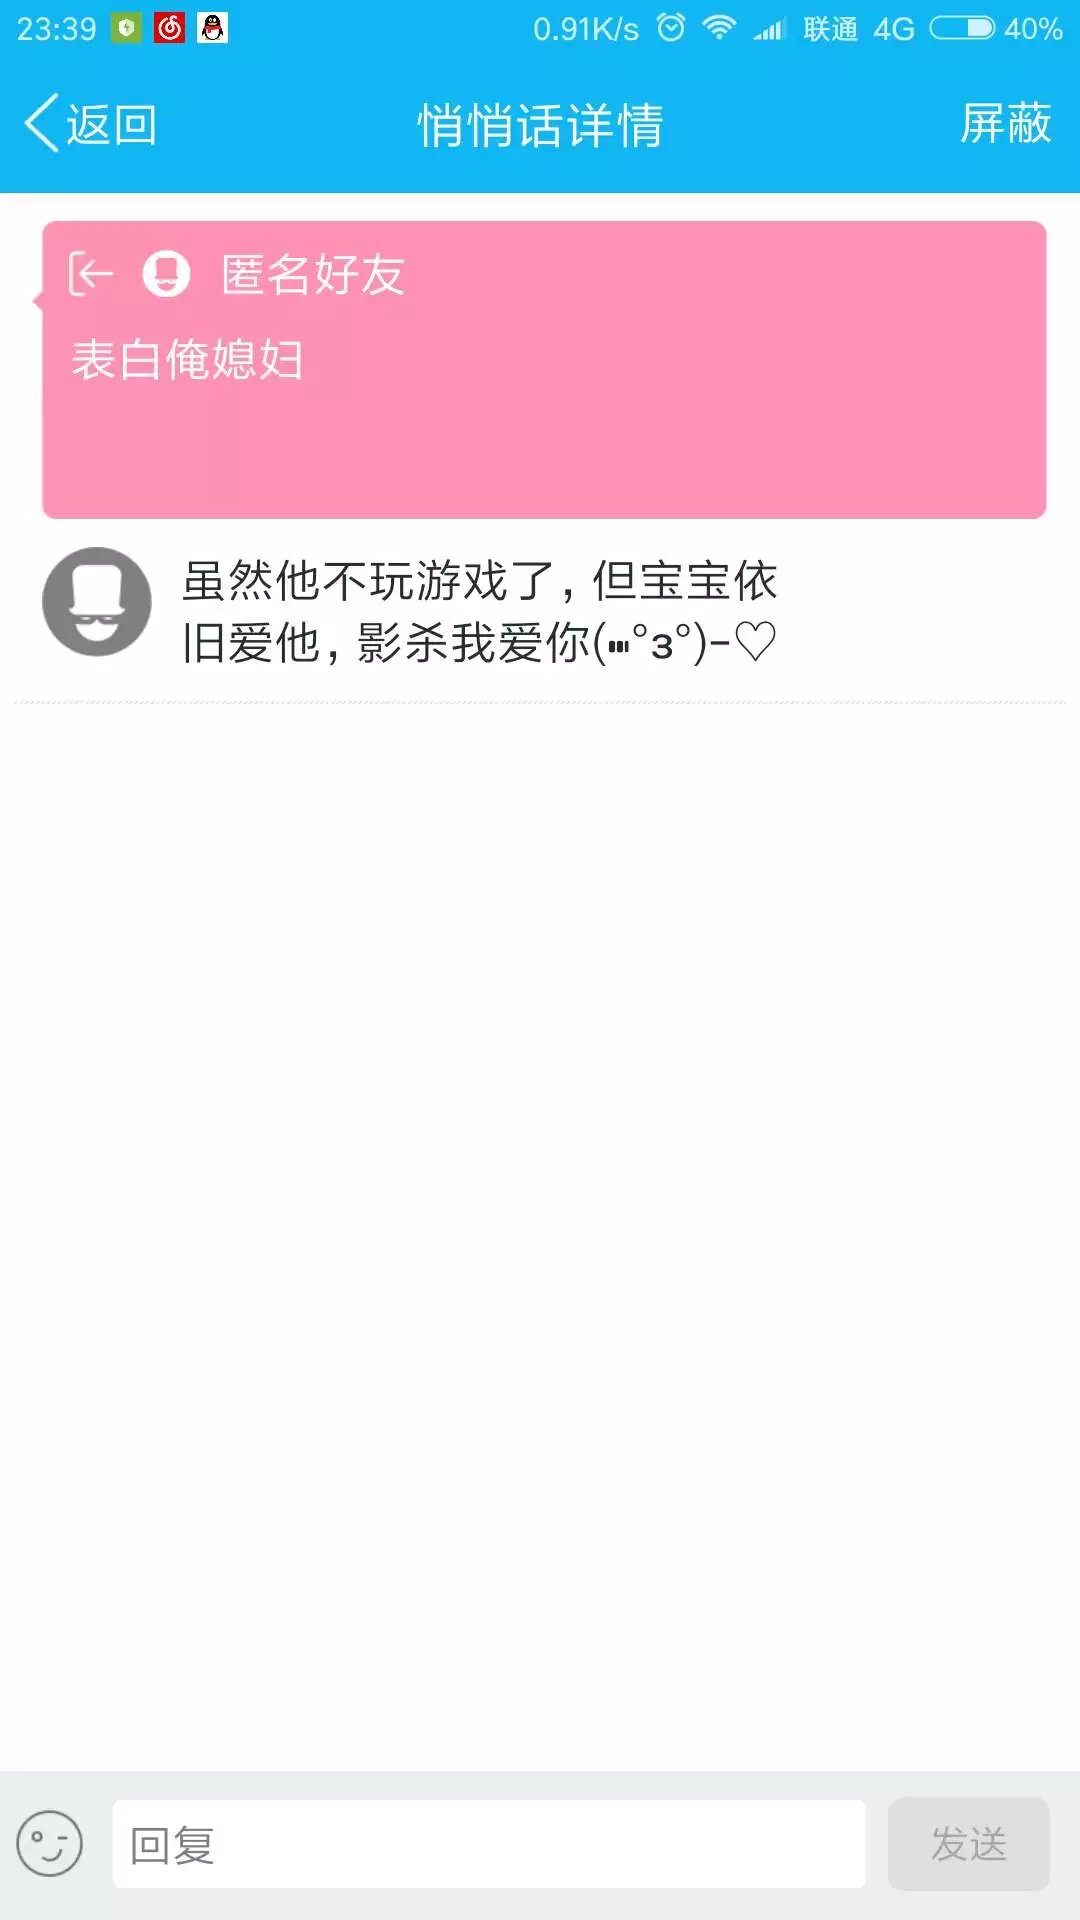 23:39 0.91K/s 联通 4G 40%
返回 悄悄话详情 屏蔽
匿名好友
表白俺媳妇
虽然他不玩游戏了,但宝宝依
旧爱他,影杀我爱你(┉°з°)-♡
回复 发送